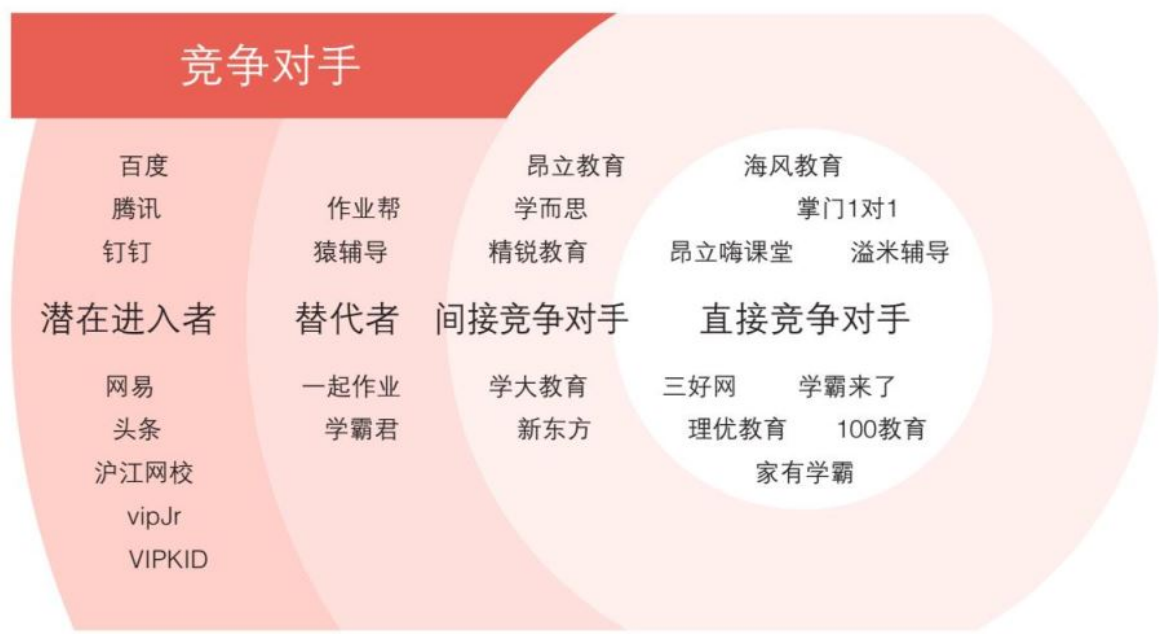 竞争对手
百度
腾讯
钉钉
潜在进入者
网易
头条
沪江网校
vipJr
VIPKID
作业帮
猿辅导
替代者
一起作业
学霸君
昂立教育
学而思
精锐教育
间接竞争对手
学大教育
新东方
海风教育
掌门1对1
昂立嗨课堂 溢米辅导
直接竞争对手
三好网 学霸来了
理优教育 100教育
家有学霸